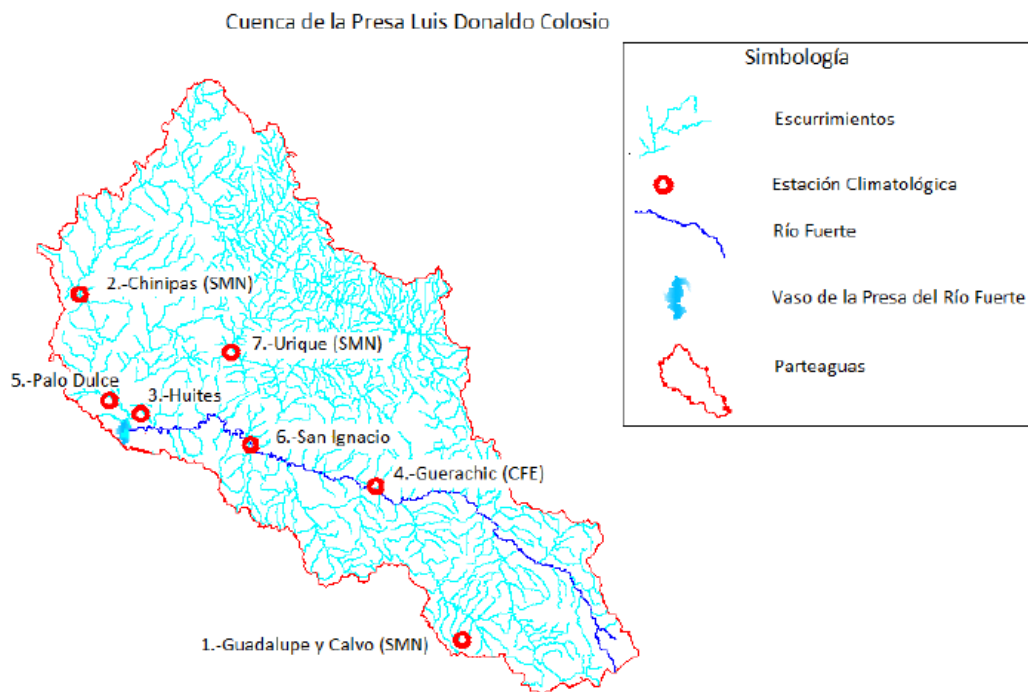 Cuenca de la Presa Luis Donaldo Colosio
Simbología
Escurrimientos
Estación Climatológica
Río Fuerte
Vaso de la Presa del Río Fuerte
Parteaguas
2.-Chinipas (SMN)
7.-Urique (SMN)
5.-Palo Dulce
3.-Huites
6.-San Ignacio
4.-Guerachic (CFE)
1.-Guadalupe y Calvo (SMN)